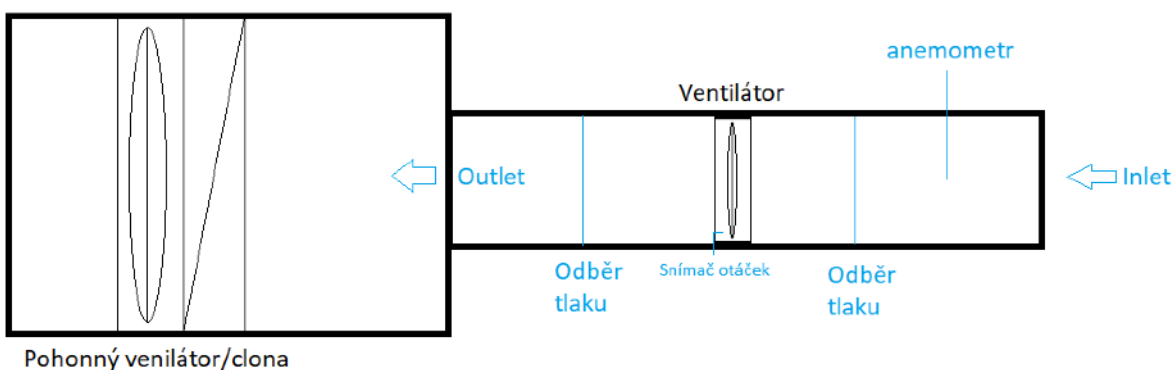 anemometr
Ventilátor
Outlet
Inlet
Odběr
tlaku
Snímač otáček
Odběr
tlaku
Pohonný venilátor/clona